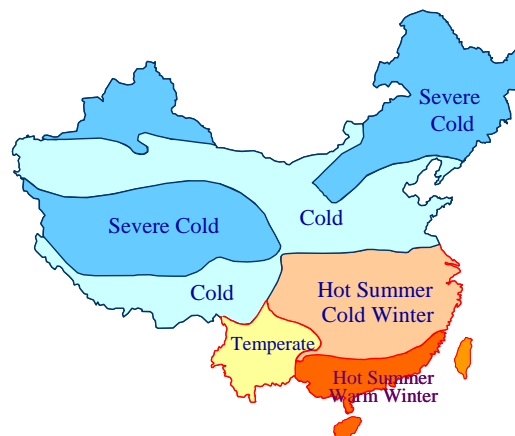 Severe
Cold
Severe Cold
Cold
Cold
Hot Summer
Cold Winter
Temperate
Hot Summer
Warm Winter